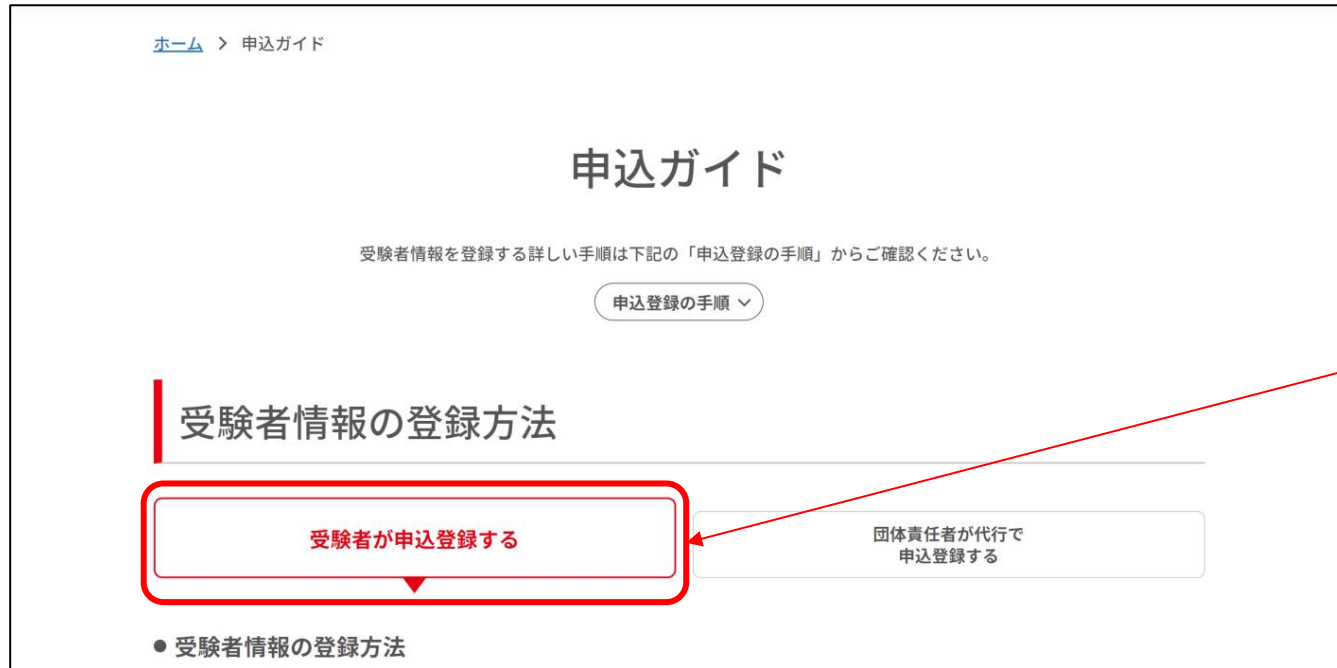 ホーム > 申込ガイド
申込ガイド
受験者情報を登録する詳しい手順は下記の「申込登録の手順」からご確認ください。
申込登録の手順
受験者情報の登録方法
受験者が申込登録する
団体責任者が代行で
申込登録する
● 受験者情報の登録方法